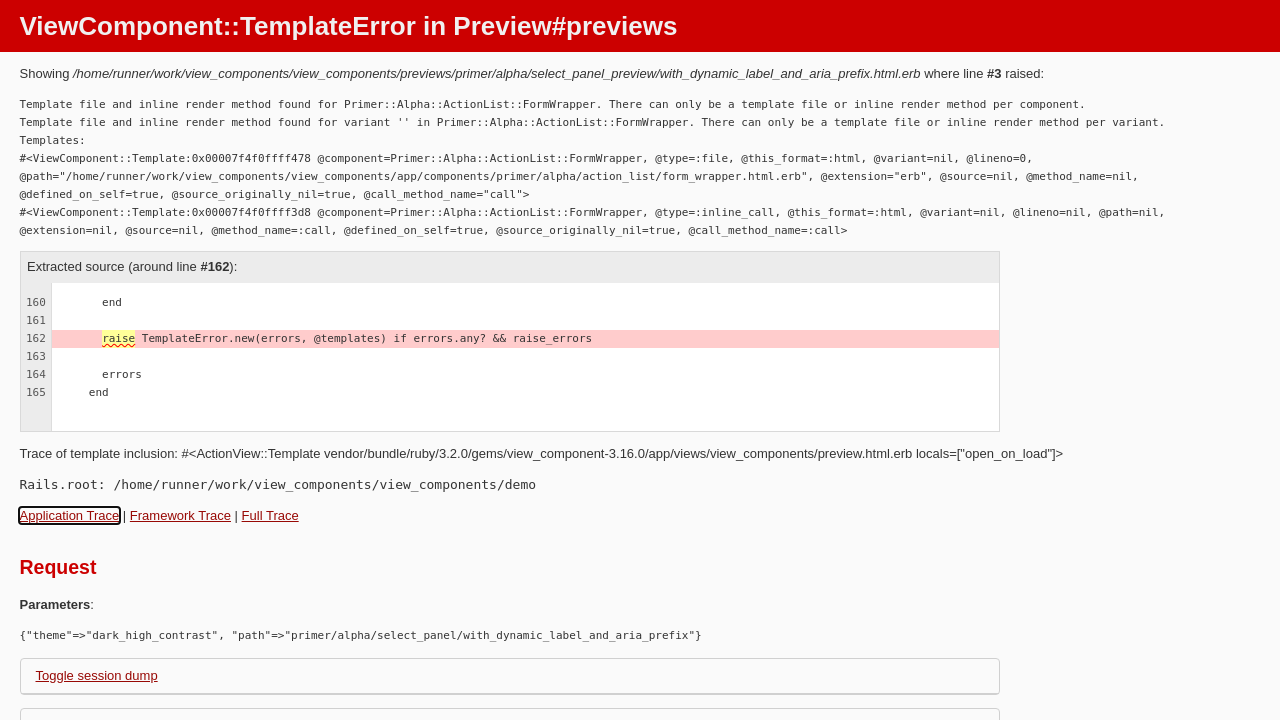 ViewComponent::TemplateError in Preview#previews
Showing /home/runner/work/view_components/view_components/previews/primer/alpha/select_panel_preview/with_dynamic_label_and_aria_prefix.html.erb where line #3 raised:
Template file and inline render method found for Primer::Alpha::ActionList::FormWrapper. There can only be a template file or inline render method per component.
Template file and inline render method found for variant '' in Primer::Alpha::ActionList::FormWrapper. There can only be a template file or inline render method per variant.
Templates:
#<ViewComponent::Template:0x00007f4f0ffff478 @component=Primer::Alpha::ActionList::FormWrapper, @type=:file, @this_format=:html, @variant=nil, @lineno=0,
@path="/home/runner/work/view_components/view_components/app/components/primer/alpha/action_list/form_wrapper.html.erb", @extension="erb", @source=nil, @method_name=nil,
@defined_on_self=true, @source_originally_nil=true, @call_method_name="call">
#<ViewComponent::Template:0x00007f4f0ffff3d8 @component=Primer::Alpha::ActionList::FormWrapper, @type=:inline_call, @this_format=:html, @variant=nil, @lineno=nil, @path=nil,
@extension=nil, @source=nil, @method_name=:call, @defined_on_self=true, @source_originally_nil=true, @call_method_name=:call>
Extracted source (around line #162):
160 end
161
162 raise TemplateError.new(errors, @templates) if errors.any? && raise_errors
163
164 errors
165 end
Trace of template inclusion: #<ActionView::Template vendor/bundle/ruby/3.2.0/gems/view_component-3.16.0/app/views/view_components/preview.html.erb locals=["open_on_load"]>
Rails.root: /home/runner/work/view_components/view_components/demo
Application Trace | Framework Trace | Full Trace
Request
Parameters:
{"theme"=>"dark_high_contrast", "path"=>"primer/alpha/select_panel/with_dynamic_label_and_aria_prefix"}
Toggle session dump